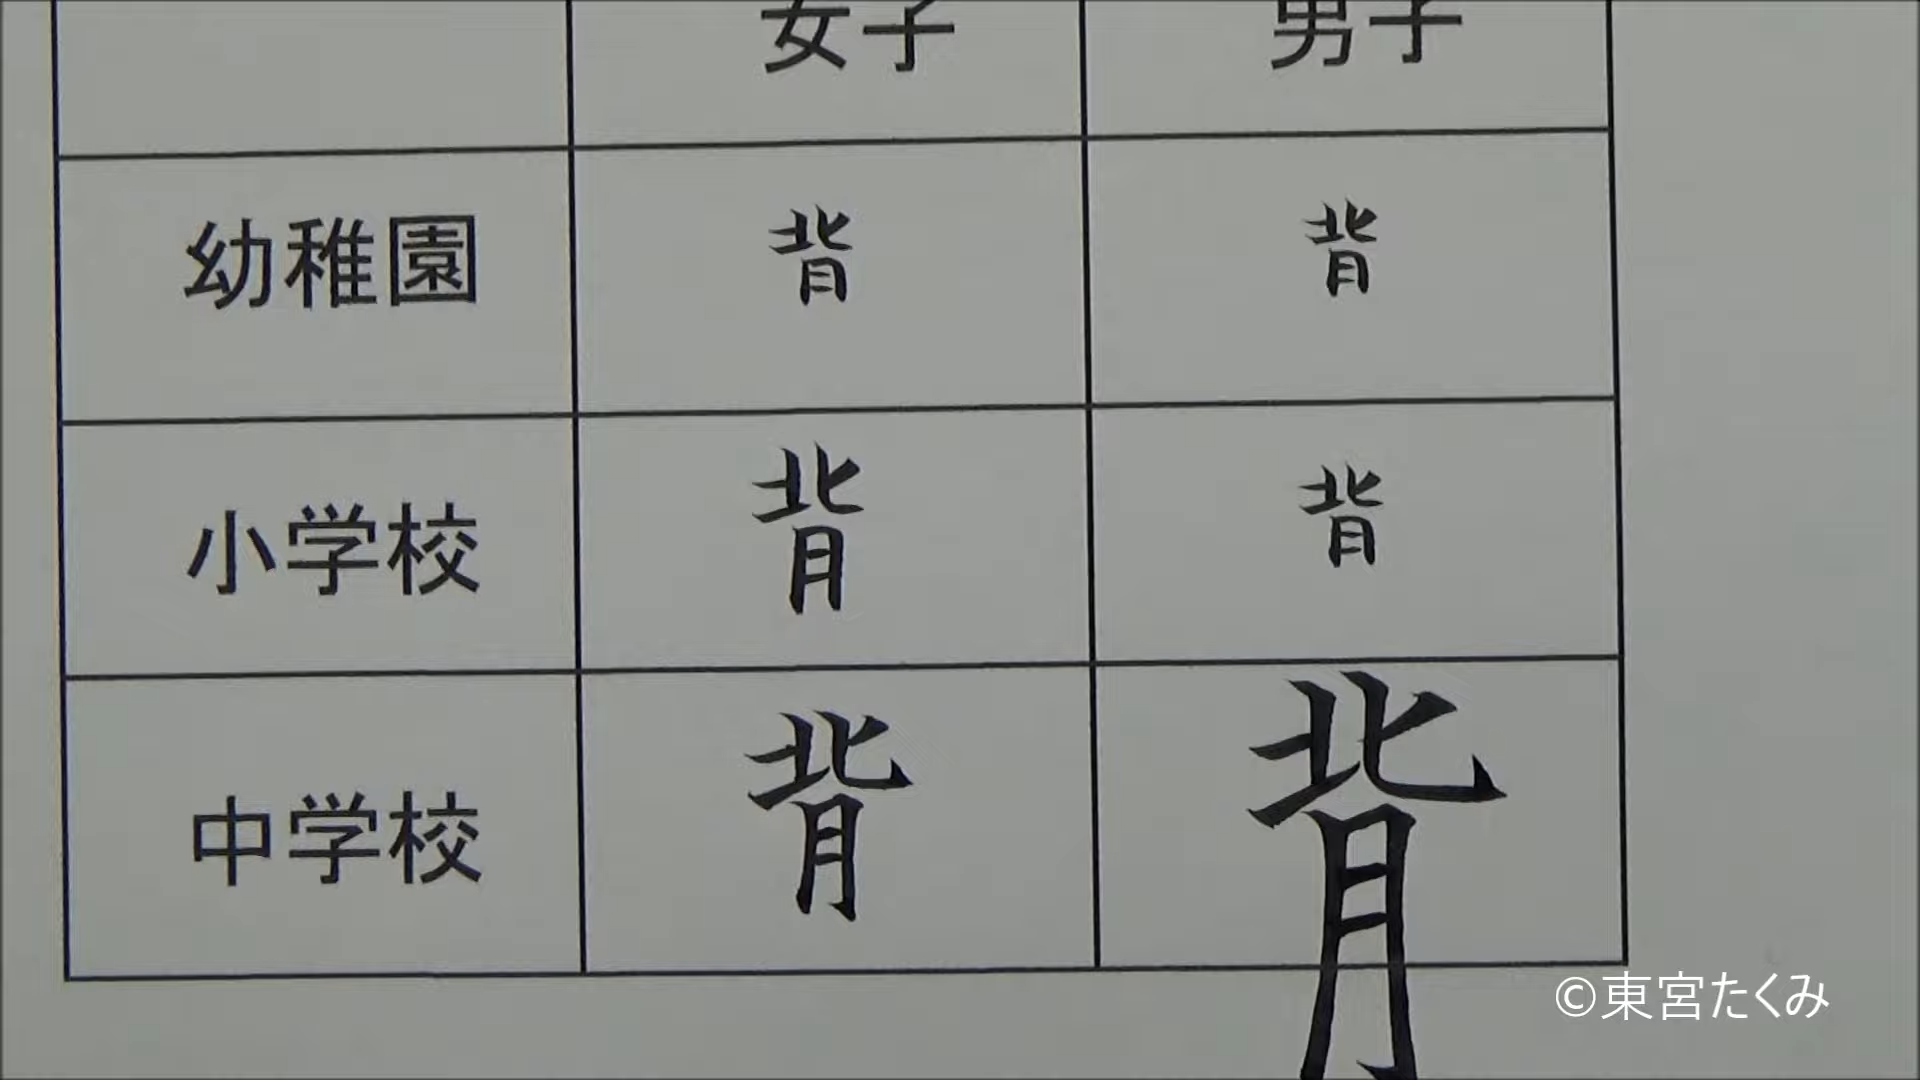 女子 男子
幼稚園 背 背
小学校 背 背
中学校 背 背
©東宮たくみ